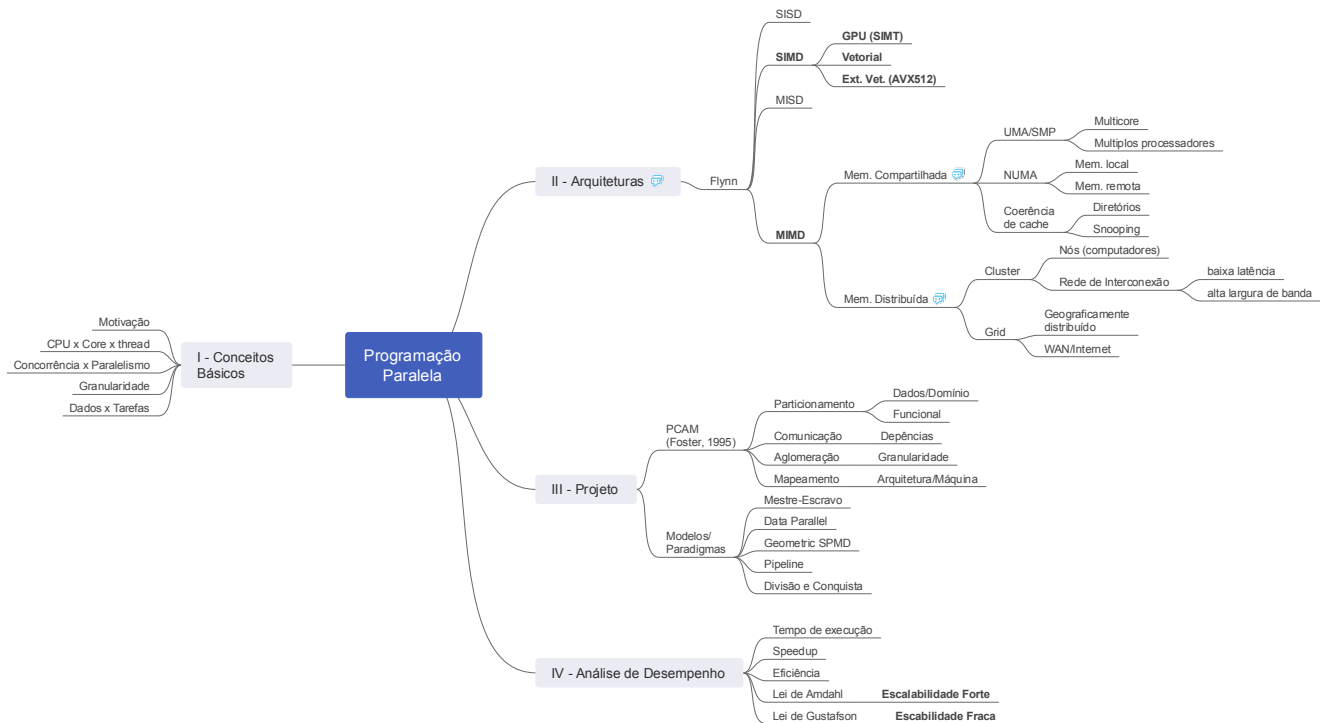 Programação
Paralela
I - Conceitos
Básicos
Motivação
CPU x Core x thread
Concorrência x Paralelismo
Granularidade
Dados x Tarefas
II - Arquiteturas
Flynn
SISD
SIMD
GPU (SIMT)
Vetorial
Ext. Vet. (AVX512)
MISD
MIMD
Mem. Compartilhada
UMA/SMP
Multicore
Multiplos processadores
NUMA
Mem. local
Mem. remota
Coerência
de cache
Diretórios
Snooping
Mem. Distribuída
Cluster
Nós (computadores)
Rede de Interconexão
baixa latência
alta largura de banda
Grid
Geograficamente
distribuído
WAN/Internet
III - Projeto
PCAM
(Foster, 1995)
Particionamento
Dados/Domínio
Funcional
Comunicação
Depências
Aglomeração
Granularidade
Mapeamento
Arquitetura/Máquina
Modelos/
Paradigmas
Mestre-Escravo
Data Parallel
Geometric SPMD
Pipeline
Divisão e Conquista
IV - Análise de Desempenho
Tempo de execução
Speedup
Eficiência
Lei de Amdahl
Escalabilidade Forte
Lei de Gustafson
Escabilidade Fraca